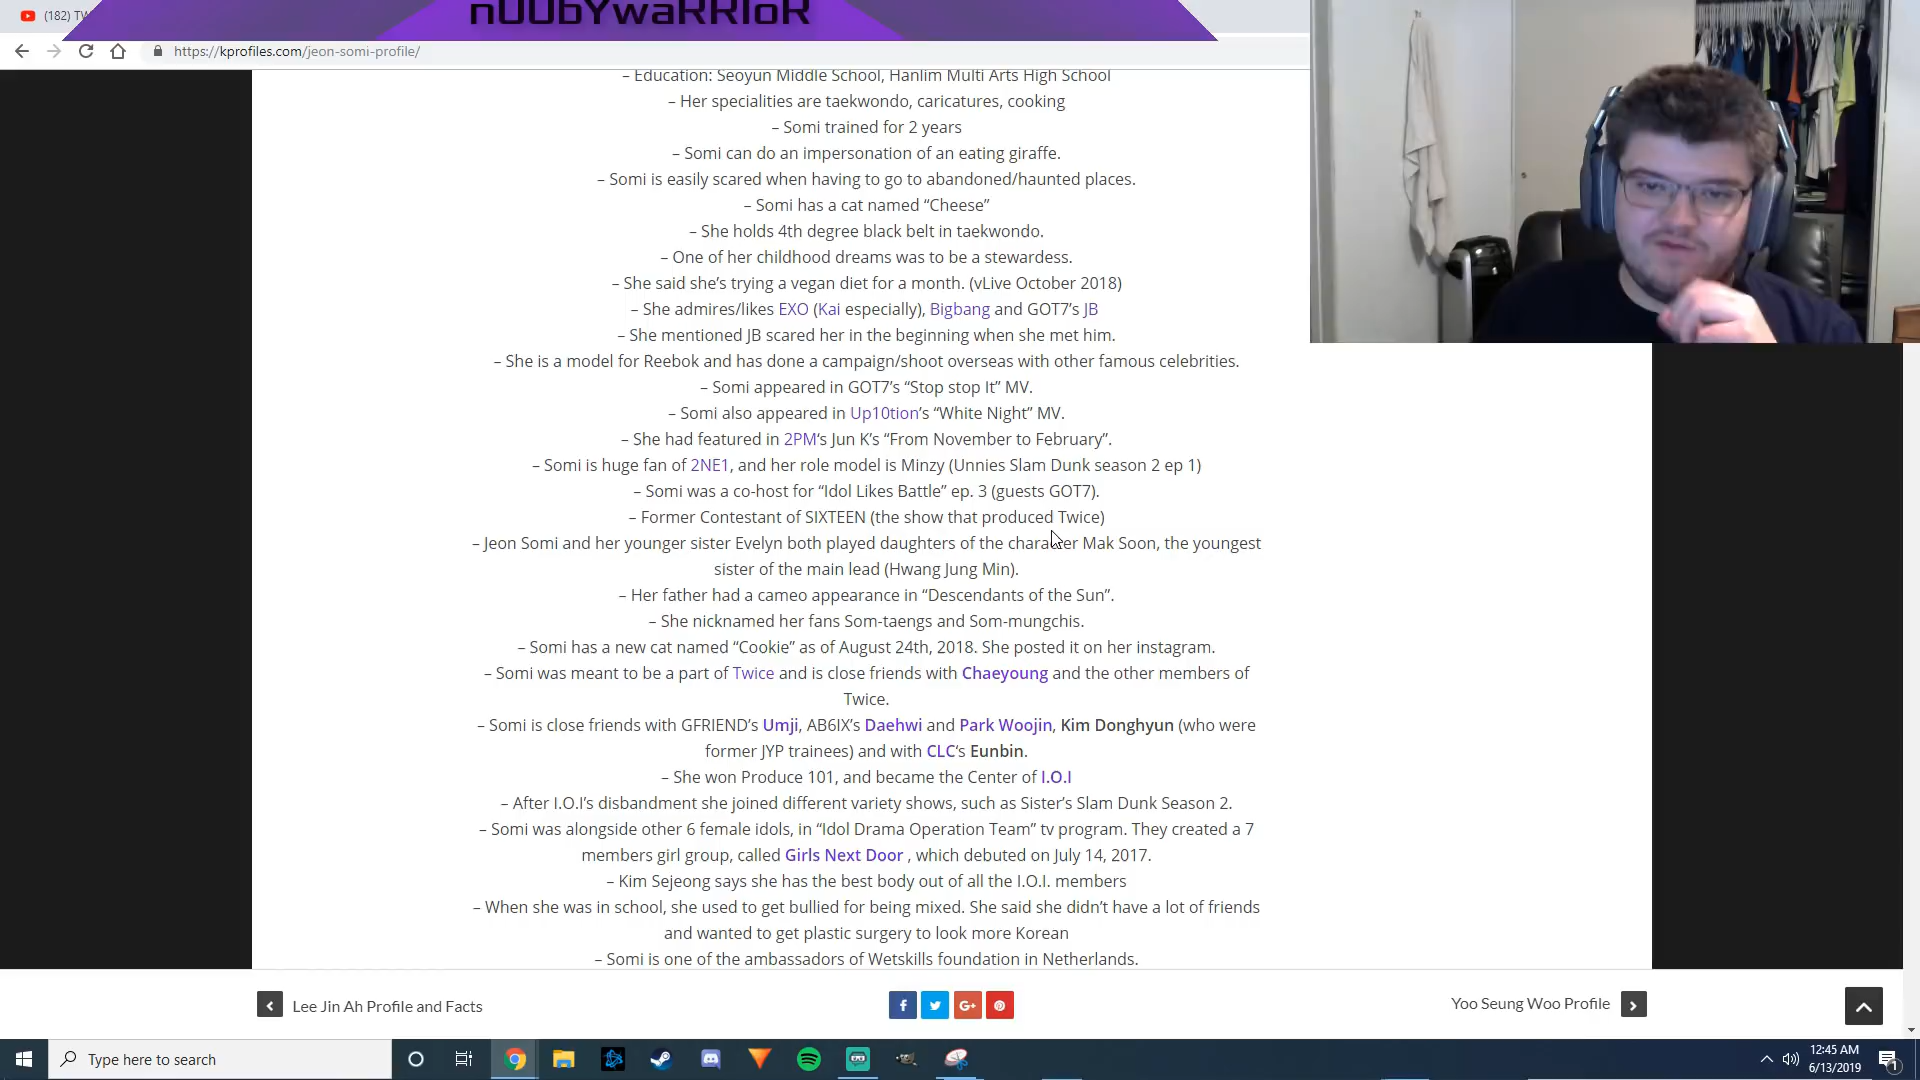 (182) TW
nUUbYwaRRIoR
https://kprofiles.com/jeon-somi-profile/
– Education: Seoyun Middle School, Hanlim Multi Arts High School
– Her specialities are taekwondo, caricatures, cooking
– Somi trained for 2 years
– Somi can do an impersonation of an eating giraffe.
– Somi is easily scared when having to go to abandoned/haunted places.
– Somi has a cat named “Cheese”
– She holds 4th degree black belt in taekwondo.
– One of her childhood dreams was to be a stewardess.
– She said she’s trying a vegan diet for a month. (vLive October 2018)
– She admires/likes EXO (Kai especially), Bigbang and GOT7’s JB
– She mentioned JB scared her in the beginning when she met him.
– She is a model for Reebok and has done a campaign/shoot overseas with other famous celebrities.
– Somi appeared in GOT7’s “Stop stop It” MV.
– Somi also appeared in Up10tion’s “White Night” MV.
– She had featured in 2PM‘s Jun K’s “From November to February”.
– Somi is huge fan of 2NE1, and her role model is Minzy (Unnies Slam Dunk season 2 ep 1)
– Somi was a co-host for “Idol Likes Battle” ep. 3 (guests GOT7).
– Former Contestant of SIXTEEN (the show that produced Twice)
– Jeon Somi and her younger sister Evelyn both played daughters of the character Mak Soon, the youngest
sister of the main lead (Hwang Jung Min).
– Her father had a cameo appearance in “Descendants of the Sun”.
– She nicknamed her fans Som-taengs and Som-mungchis.
– Somi has a new cat named “Cookie” as of August 24th, 2018. She posted it on her instagram.
– Somi was meant to be a part of Twice and is close friends with Chaeyoung and the other members of
Twice.
– Somi is close friends with GFRIEND’s Umji, AB6IX’s Daehwi and Park Woojin, Kim Donghyun (who were
former JYP trainees) and with CLC‘s Eunbin.
– She won Produce 101, and became the Center of I.O.I
– After I.O.I’s disbandment she joined different variety shows, such as Sister’s Slam Dunk Season 2.
– Somi was alongside other 6 female idols, in “Idol Drama Operation Team” tv program. They created a 7
members girl group, called Girls Next Door , which debuted on July 14, 2017.
– Kim Sejeong says she has the best body out of all the I.O.I. members
– When she was in school, she used to get bullied for being mixed. She said she didn’t have a lot of friends
and wanted to get plastic surgery to look more Korean
– Somi is one of the ambassadors of Wetskills foundation in Netherlands.
Lee Jin Ah Profile and Facts
Yoo Seung Woo Profile
Type here to search
12:45 AM
6/13/2019
1